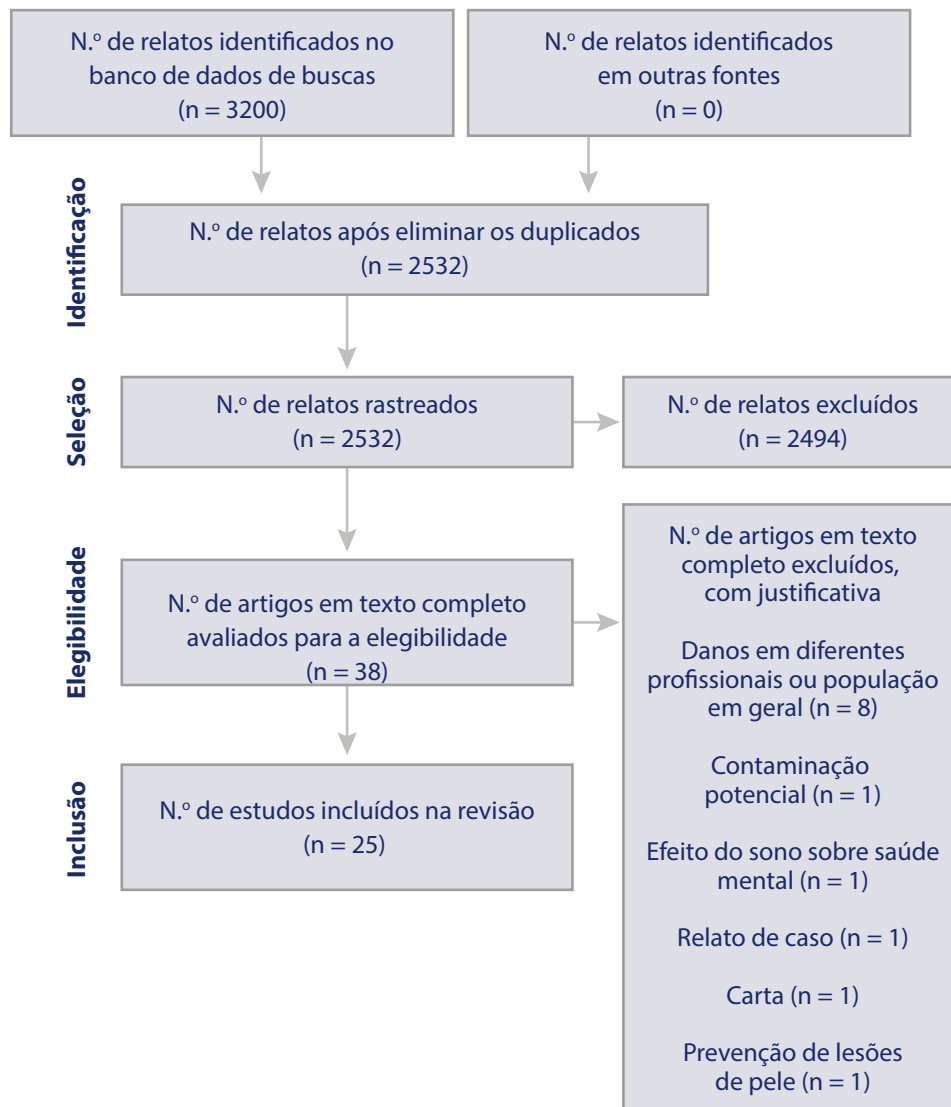 N.º de relatos identificados no
banco de dados de buscas
(n = 3200)
N.º de relatos identificados
em outras fontes
(n = 0)
Identificação
N.º de relatos após eliminar os duplicados
(n = 2532)
Seleção
N.º de relatos rastreados
(n = 2532)
N.º de relatos excluídos
(n = 2494)
Elegibilidade
N.º de artigos em texto completo
avaliados para a elegibilidade
(n = 38)
N.º de artigos em texto
completo excluídos,
com justificativa
Danos em diferentes
profissionais ou população
em geral (n = 8)
Contaminação
potencial (n = 1)
Efeito do sono sobre saúde
mental (n = 1)
Relato de caso (n = 1)
Carta (n = 1)
Prevenção de lesões
de pele (n = 1)
Inclusão
N.º de estudos incluídos na revisão
(n = 25)